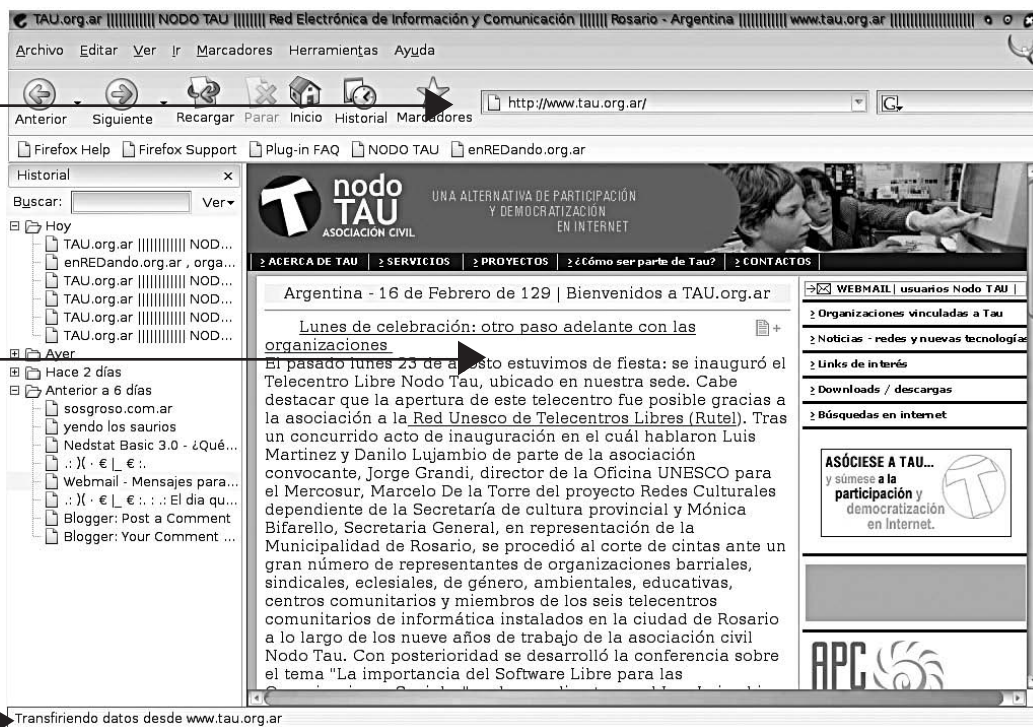 TAU.org.ar ||||||||||| NODO TAU ||||||| Red Electrónica de Información y Comunicación |||||| Rosario - Argentina |||||||||||| www.tau.org.ar ||||||||||||||||||||
Archivo Editar Ver Ir Marcadores Herramientas Ayuda
Anterior Siguiente Recargar Parar Inicio Historial Marcadores
http://www.tau.org.ar/
G
Firefox Help Firefox Support Plug-in FAQ NODO TAU enREDando.org.ar
Historial x
Buscar: Ver
Hoy
TAU.org.ar ||||||||||| NOD...
enREDando.org.ar , orga...
TAU.org.ar ||||||||||| NOD...
TAU.org.ar ||||||||||| NOD...
TAU.org.ar ||||||||||| NOD...
TAU.org.ar ||||||||||| NOD...
Ayer
Hace 2 días
Anterior a 6 días
sosgroso.com.ar
yendo los saurios
Nedstat Basic 3.0 - ¿Qué...
.: )( · € |_ € :.
Webmail - Mensajes para...
.: )( · € |_ € :. : .: El dia qu...
Blogger: Post a Comment
Blogger: Your Comment ...
nodo
TAU
ASOCIACIÓN CIVIL
UNA ALTERNATIVA DE PARTICIPACIÓN
Y DEMOCRATIZACIÓN
EN INTERNET
> ACERCA DE TAU | > SERVICIOS | > PROYECTOS | > ¿Cómo ser parte de Tau? | > CONTACTOS |
Argentina - 16 de Febrero de 129 | Bienvenidos a TAU.org.ar
Lunes de celebración: otro paso adelante con las
organizaciones
El pasado lunes 23 de agosto estuvimos de fiesta: se inauguró el
Telecentro Libre Nodo Tau, ubicado en nuestra sede. Cabe
destacar que la apertura de este telecentro fue posible gracias a
la asociación a la Red Unesco de Telecentros Libres (Rutel). Tras
un concurrido acto de inauguración en el cuál hablaron Luis
Martinez y Danilo Lujambio de parte de la asociación
convocante, Jorge Grandi, director de la Oficina UNESCO para
el Mercosur, Marcelo De la Torre del proyecto Redes Culturales
dependiente de la Secretaría de cultura provincial y Mónica
Bifarello, Secretaria General, en representación de la
Municipalidad de Rosario, se procedió al corte de cintas ante un
gran número de representantes de organizaciones barriales,
sindicales, eclesiales, de género, ambientales, educativas,
centros comunitarios y miembros de los seis telecentros
comunitarios de informática instalados en la ciudad de Rosario
a lo largo de los nueve años de trabajo de la asociación civil
Nodo Tau. Con posterioridad se desarrolló la conferencia sobre
el tema "La importancia del Software Libre para las
WEBMAIL| usuarios Nodo TAU |
> Organizaciones vinculadas a Tau
> Noticias - redes y nuevas tecnologías
> Links de interés
> Downloads / descargas
> Búsquedas en internet
ASÓCIESE A TAU...
y súmese a la
participación y
democratización
en Internet.
APC
Transfiriendo datos desde www.tau.org.ar